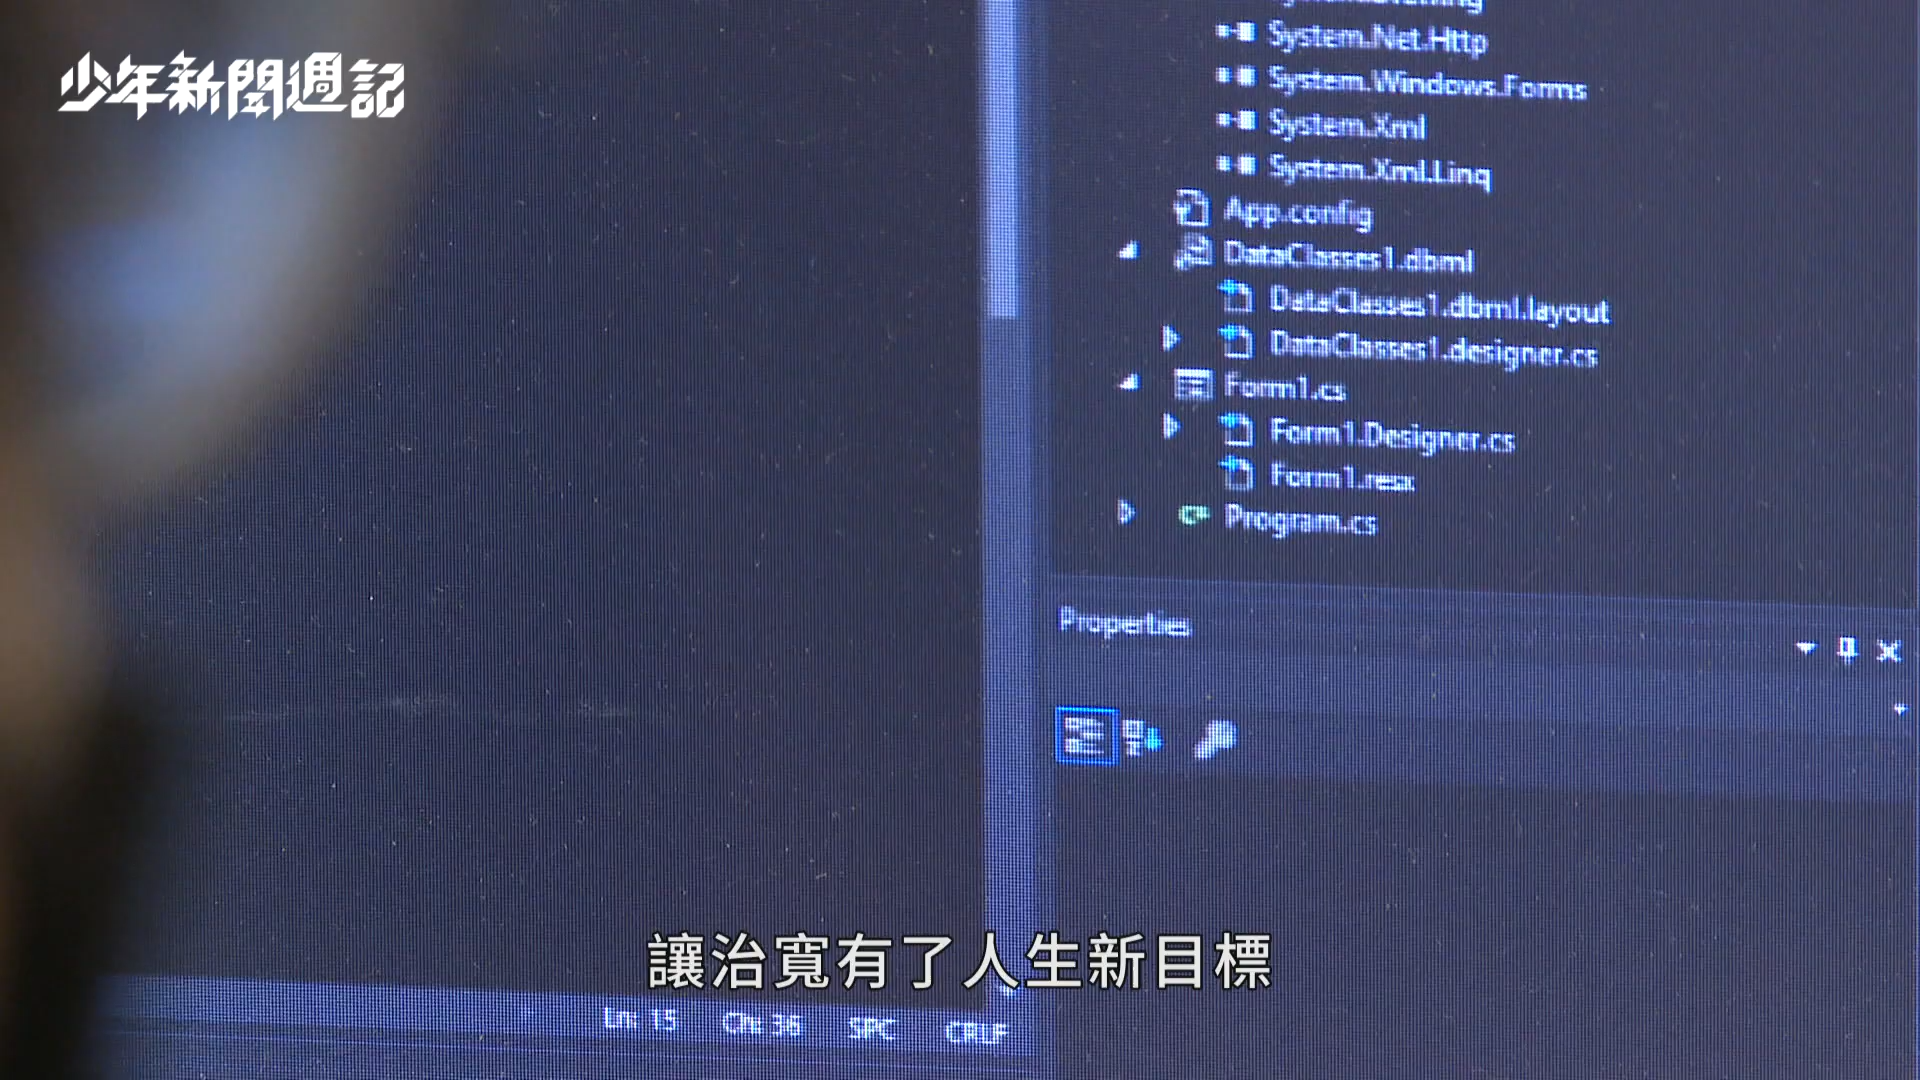 少年新聞週記
System.Net.Http
System.Windows.Forms
System.Xml
System.Xml.Linq
App.config
DataClasses1.dbml
DataClasses1.dbml.layout
DataClasses1.designer.cs
Form1.cs
Form1.Designer.cs
Form1.resx
Program.cs
Properties
讓治寬有了人生新目標
Ln: 15 Ch: 36 SPC CRLF